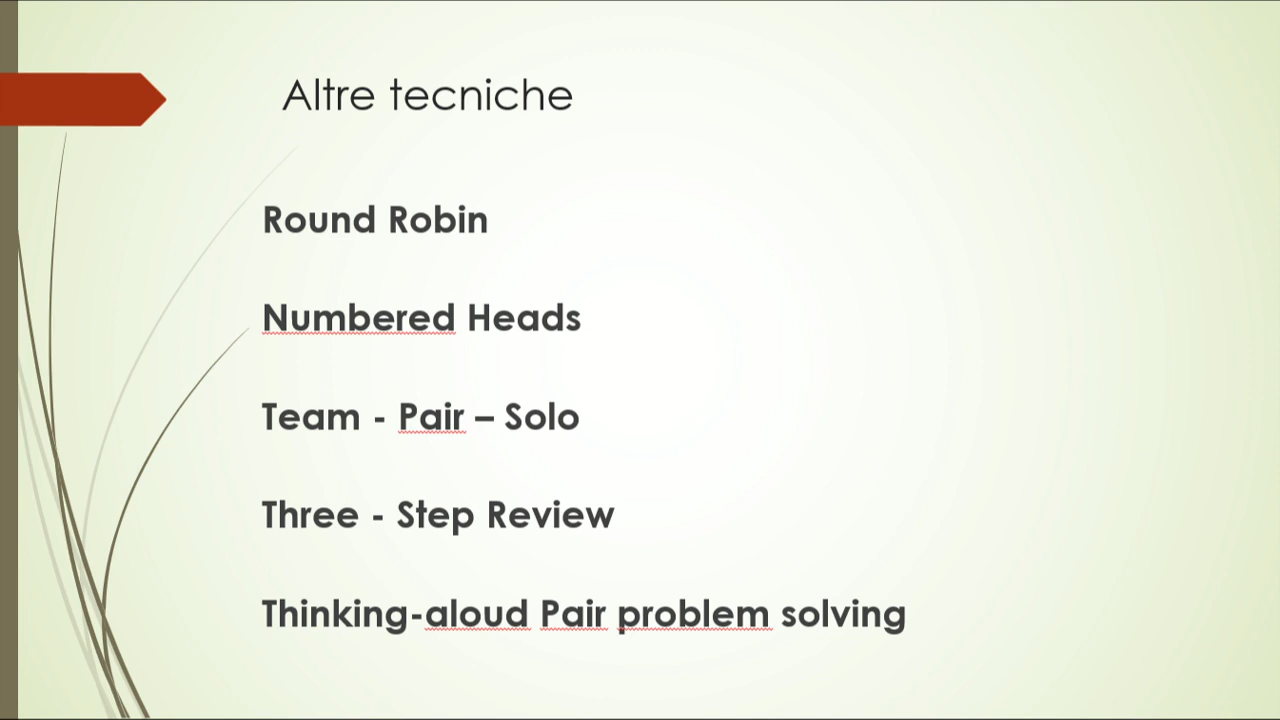 Altre tecniche
Round Robin
Numbered Heads
Team - Pair – Solo
Three - Step Review
Thinking-aloud Pair problem solving